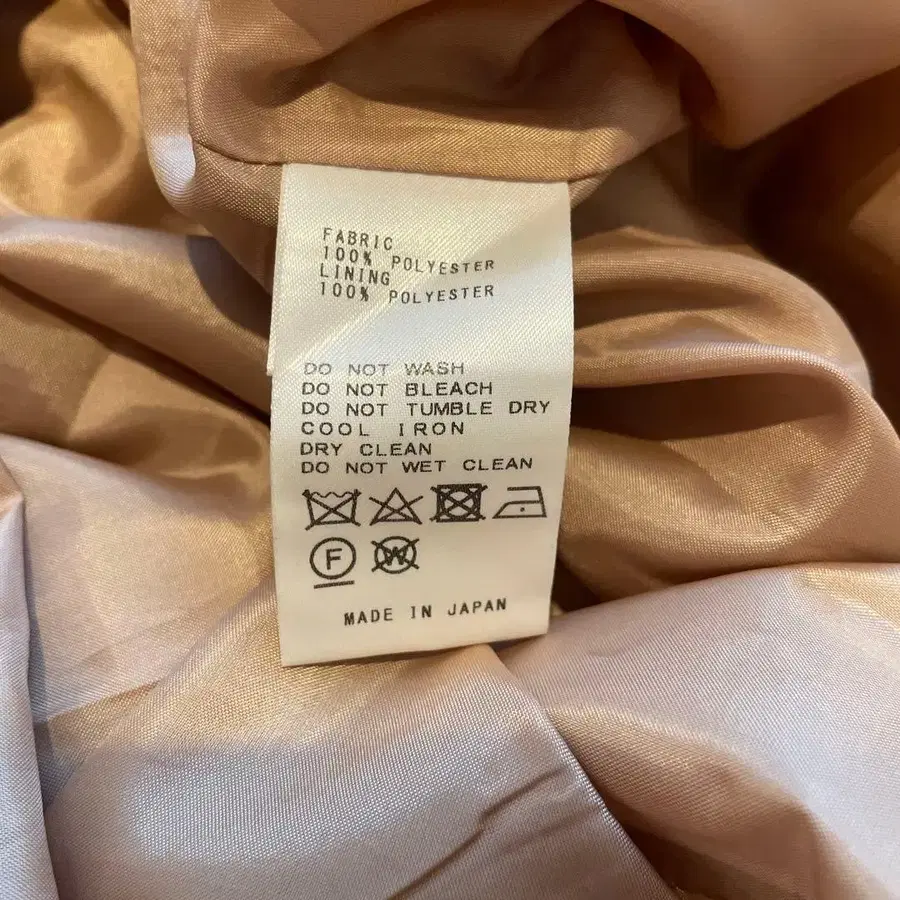 FABRIC
100% POLYESTER
LINING
100% POLYESTER
DO NOT WASH
DO NOT BLEACH
DO NOT TUMBLE DRY
COOL IRON
DRY CLEAN
DO NOT WET CLEAN
F W
MADE IN JAPAN